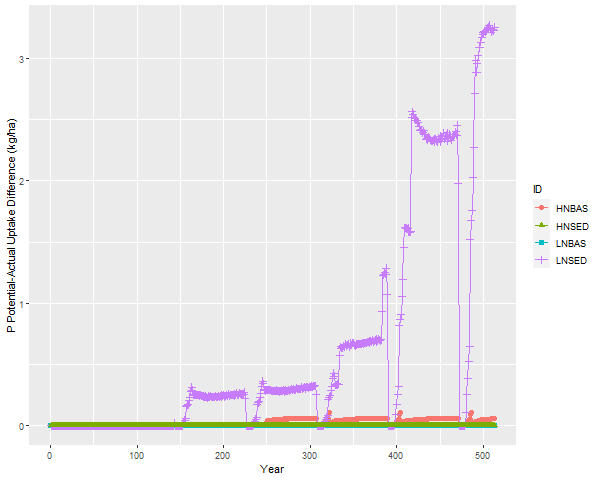 P Potential-Actual Uptake Difference (kg/ha)
3
2
1
0
0
100
200
300
400
500
Year
ID
HNBAS
HNSED
LNBAS
LNSED